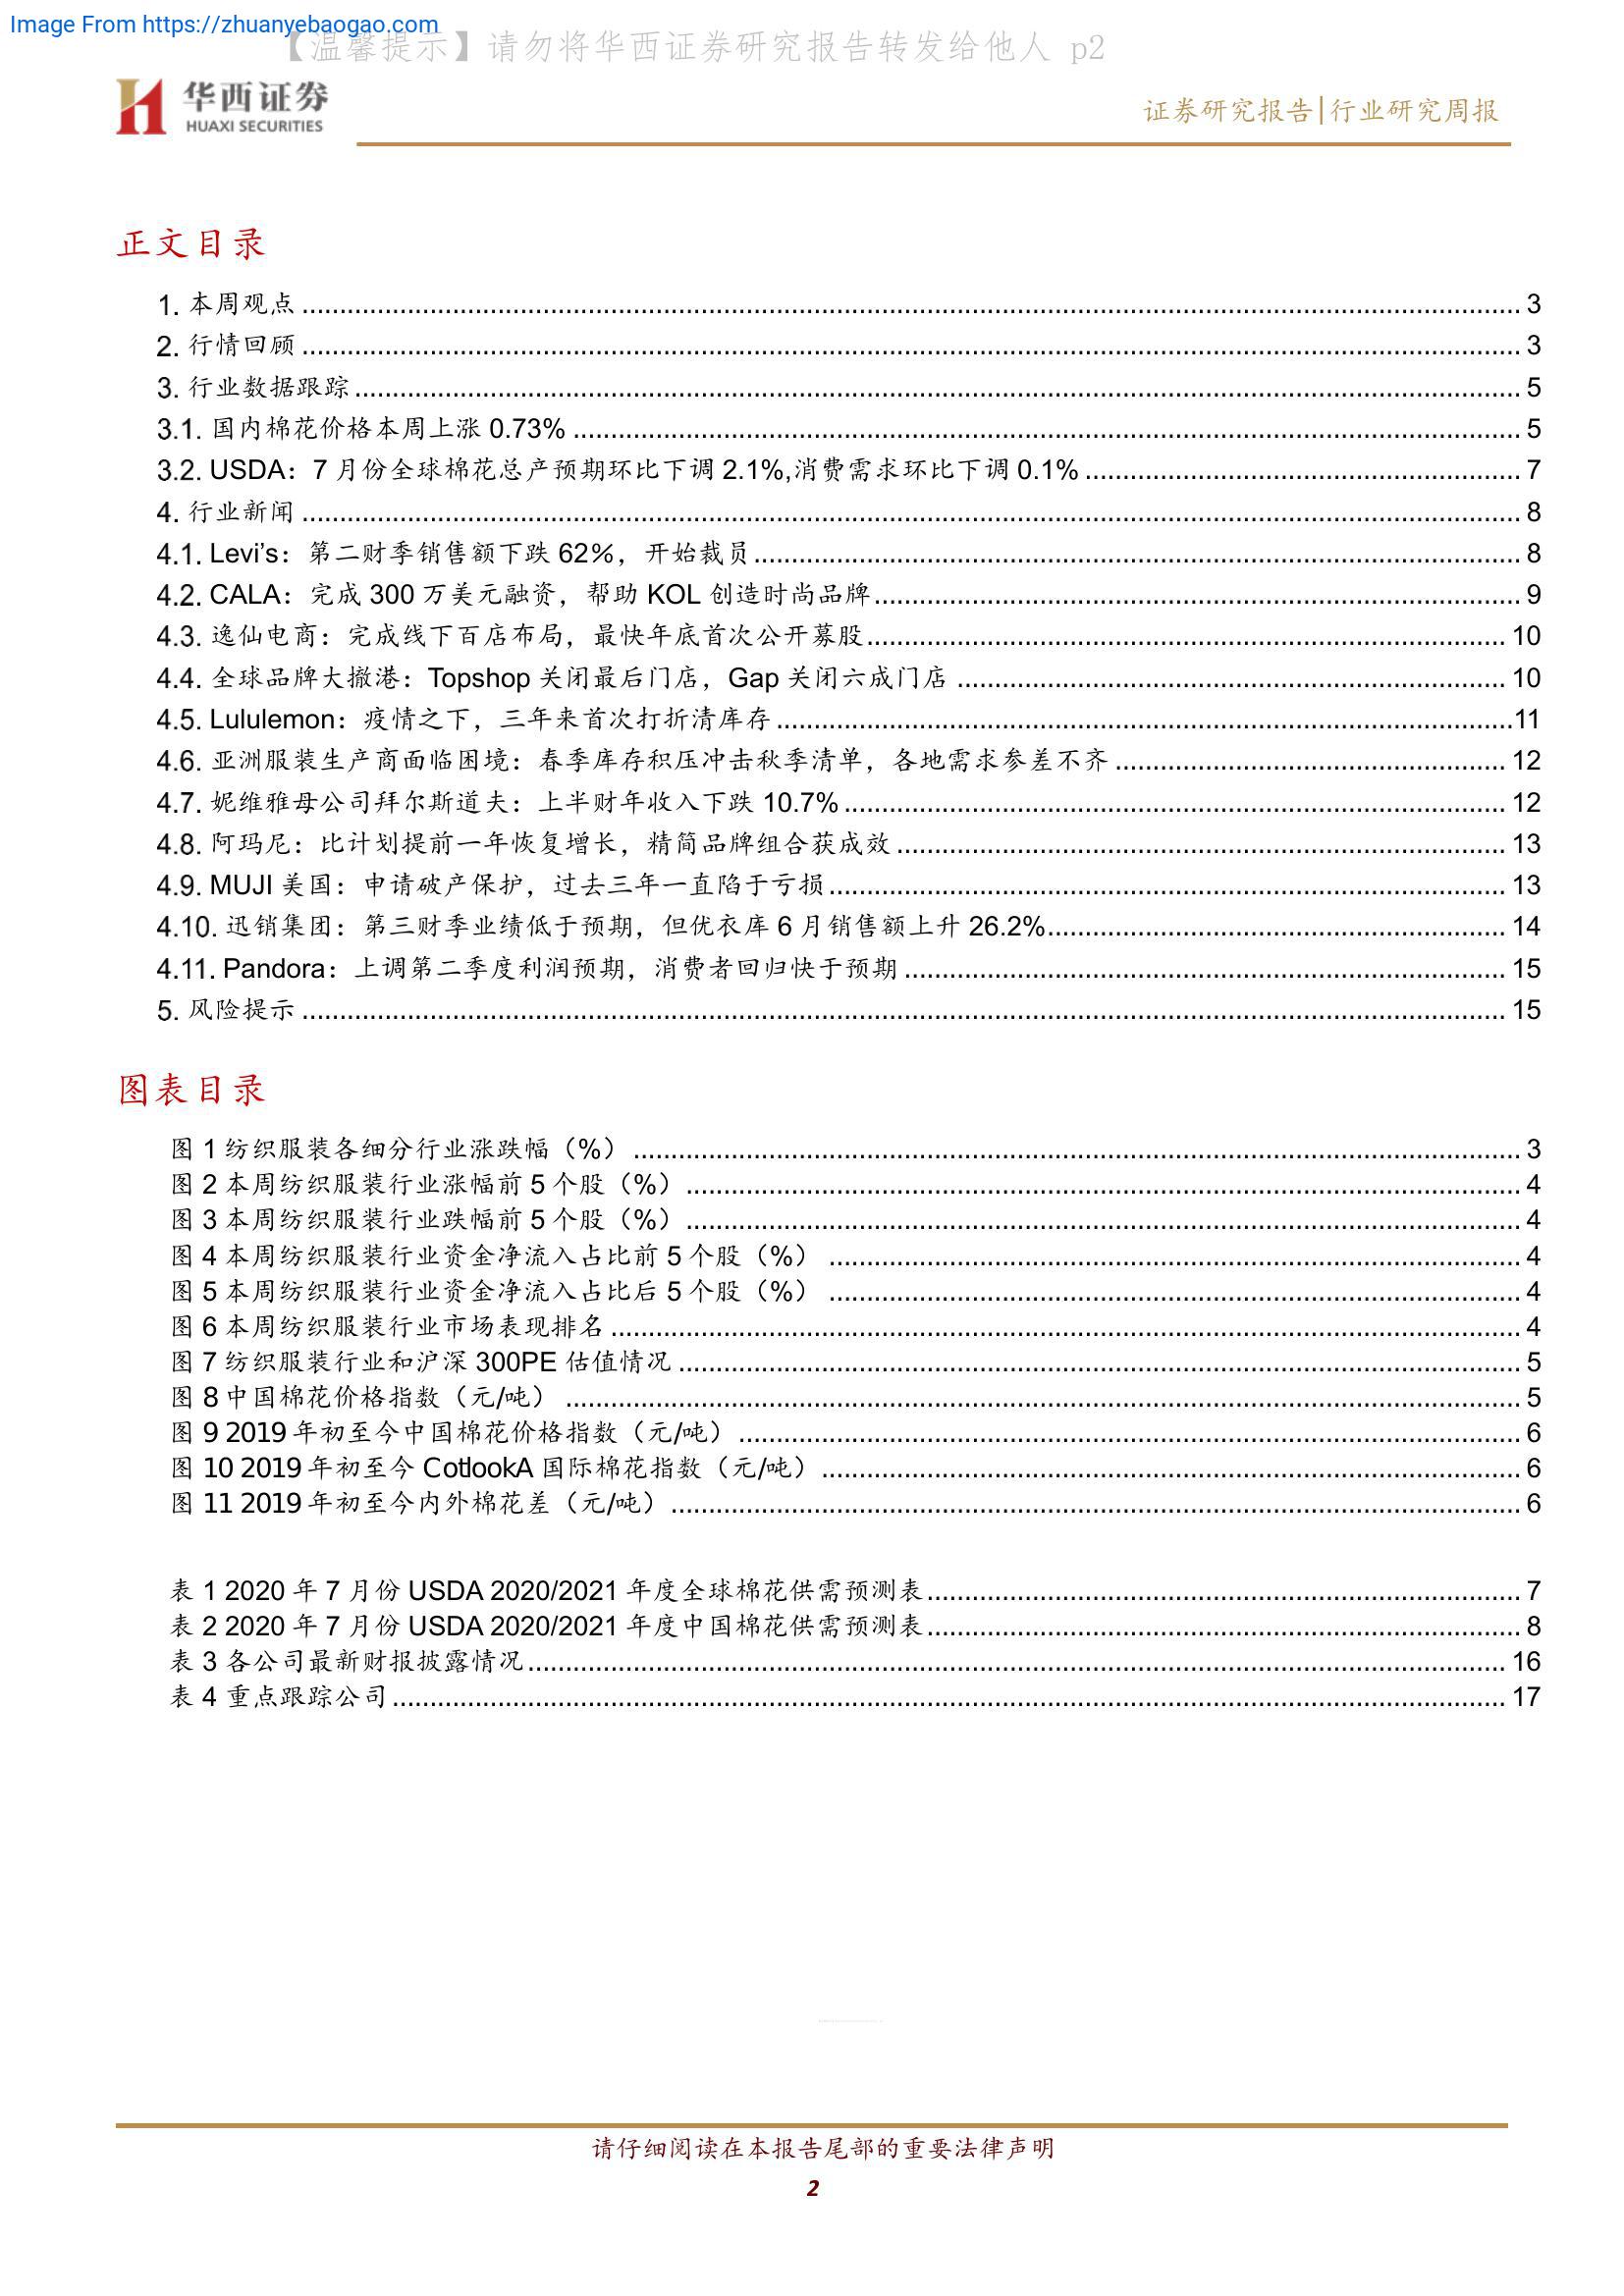 Image From https://zhuanyebaogao.com
【温馨提示】请勿将华西证券研究报告转发给他人 p2
华西证券
HUAXI SECURITIES
证券研究报告|行业研究周报
正文目录
1. 本周观点 ........ 3
2. 行情回顾 ........ 3
3. 行业数据跟踪 ........ 5
3.1. 国内棉花价格本周上涨 0.73% ........ 5
3.2. USDA：7 月份全球棉花总产预期环比下调 2.1%,消费需求环比下调 0.1% ........ 7
4. 行业新闻 ........ 8
4.1. Levi’s：第二财季销售额下跌 62%，开始裁员 ........ 8
4.2. CALA：完成 300 万美元融资，帮助 KOL 创造时尚品牌 ........ 9
4.3. 逸仙电商：完成线下百店布局，最快年底首次公开募股 ........ 10
4.4. 全球品牌大撤港：Topshop 关闭最后门店，Gap 关闭六成门店 ........ 10
4.5. Lululemon：疫情之下，三年来首次打折清库存 ........ 11
4.6. 亚洲服装生产商面临困境：春季库存积压冲击秋季清单，各地需求参差不齐 ........ 12
4.7. 妮维雅母公司拜尔斯道夫：上半财年收入下跌 10.7% ........ 12
4.8. 阿玛尼：比计划提前一年恢复增长，精简品牌组合获成效 ........ 13
4.9. MUJI 美国：申请破产保护，过去三年一直陷于亏损 ........ 13
4.10. 迅销集团：第三财季业绩低于预期，但优衣库 6 月销售额上升 26.2% ........ 14
4.11. Pandora：上调第二季度利润预期，消费者回归快于预期 ........ 15
5. 风险提示 ........ 15
图表目录
图 1 纺织服装各细分行业涨跌幅（%） ........ 3
图 2 本周纺织服装行业涨幅前 5 个股（%） ........ 4
图 3 本周纺织服装行业跌幅前 5 个股（%） ........ 4
图 4 本周纺织服装行业资金净流入占比前 5 个股（%） ........ 4
图 5 本周纺织服装行业资金净流入占比后 5 个股（%） ........ 4
图 6 本周纺织服装行业市场表现排名 ........ 4
图 7 纺织服装行业和沪深 300PE 估值情况 ........ 5
图 8 中国棉花价格指数（元/吨） ........ 5
图 9 2019 年初至今中国棉花价格指数（元/吨） ........ 6
图 10 2019 年初至今 CotlookA 国际棉花指数（元/吨） ........ 6
图 11 2019 年初至今内外棉花差（元/吨） ........ 6
表 1 2020 年 7 月份 USDA 2020/2021 年度全球棉花供需预测表 ........ 7
表 2 2020 年 7 月份 USDA 2020/2021 年度中国棉花供需预测表 ........ 8
表 3 各公司最新财报披露情况 ........ 16
表 4 重点跟踪公司 ........ 17
请仔细阅读在本报告尾部的重要法律声明
2